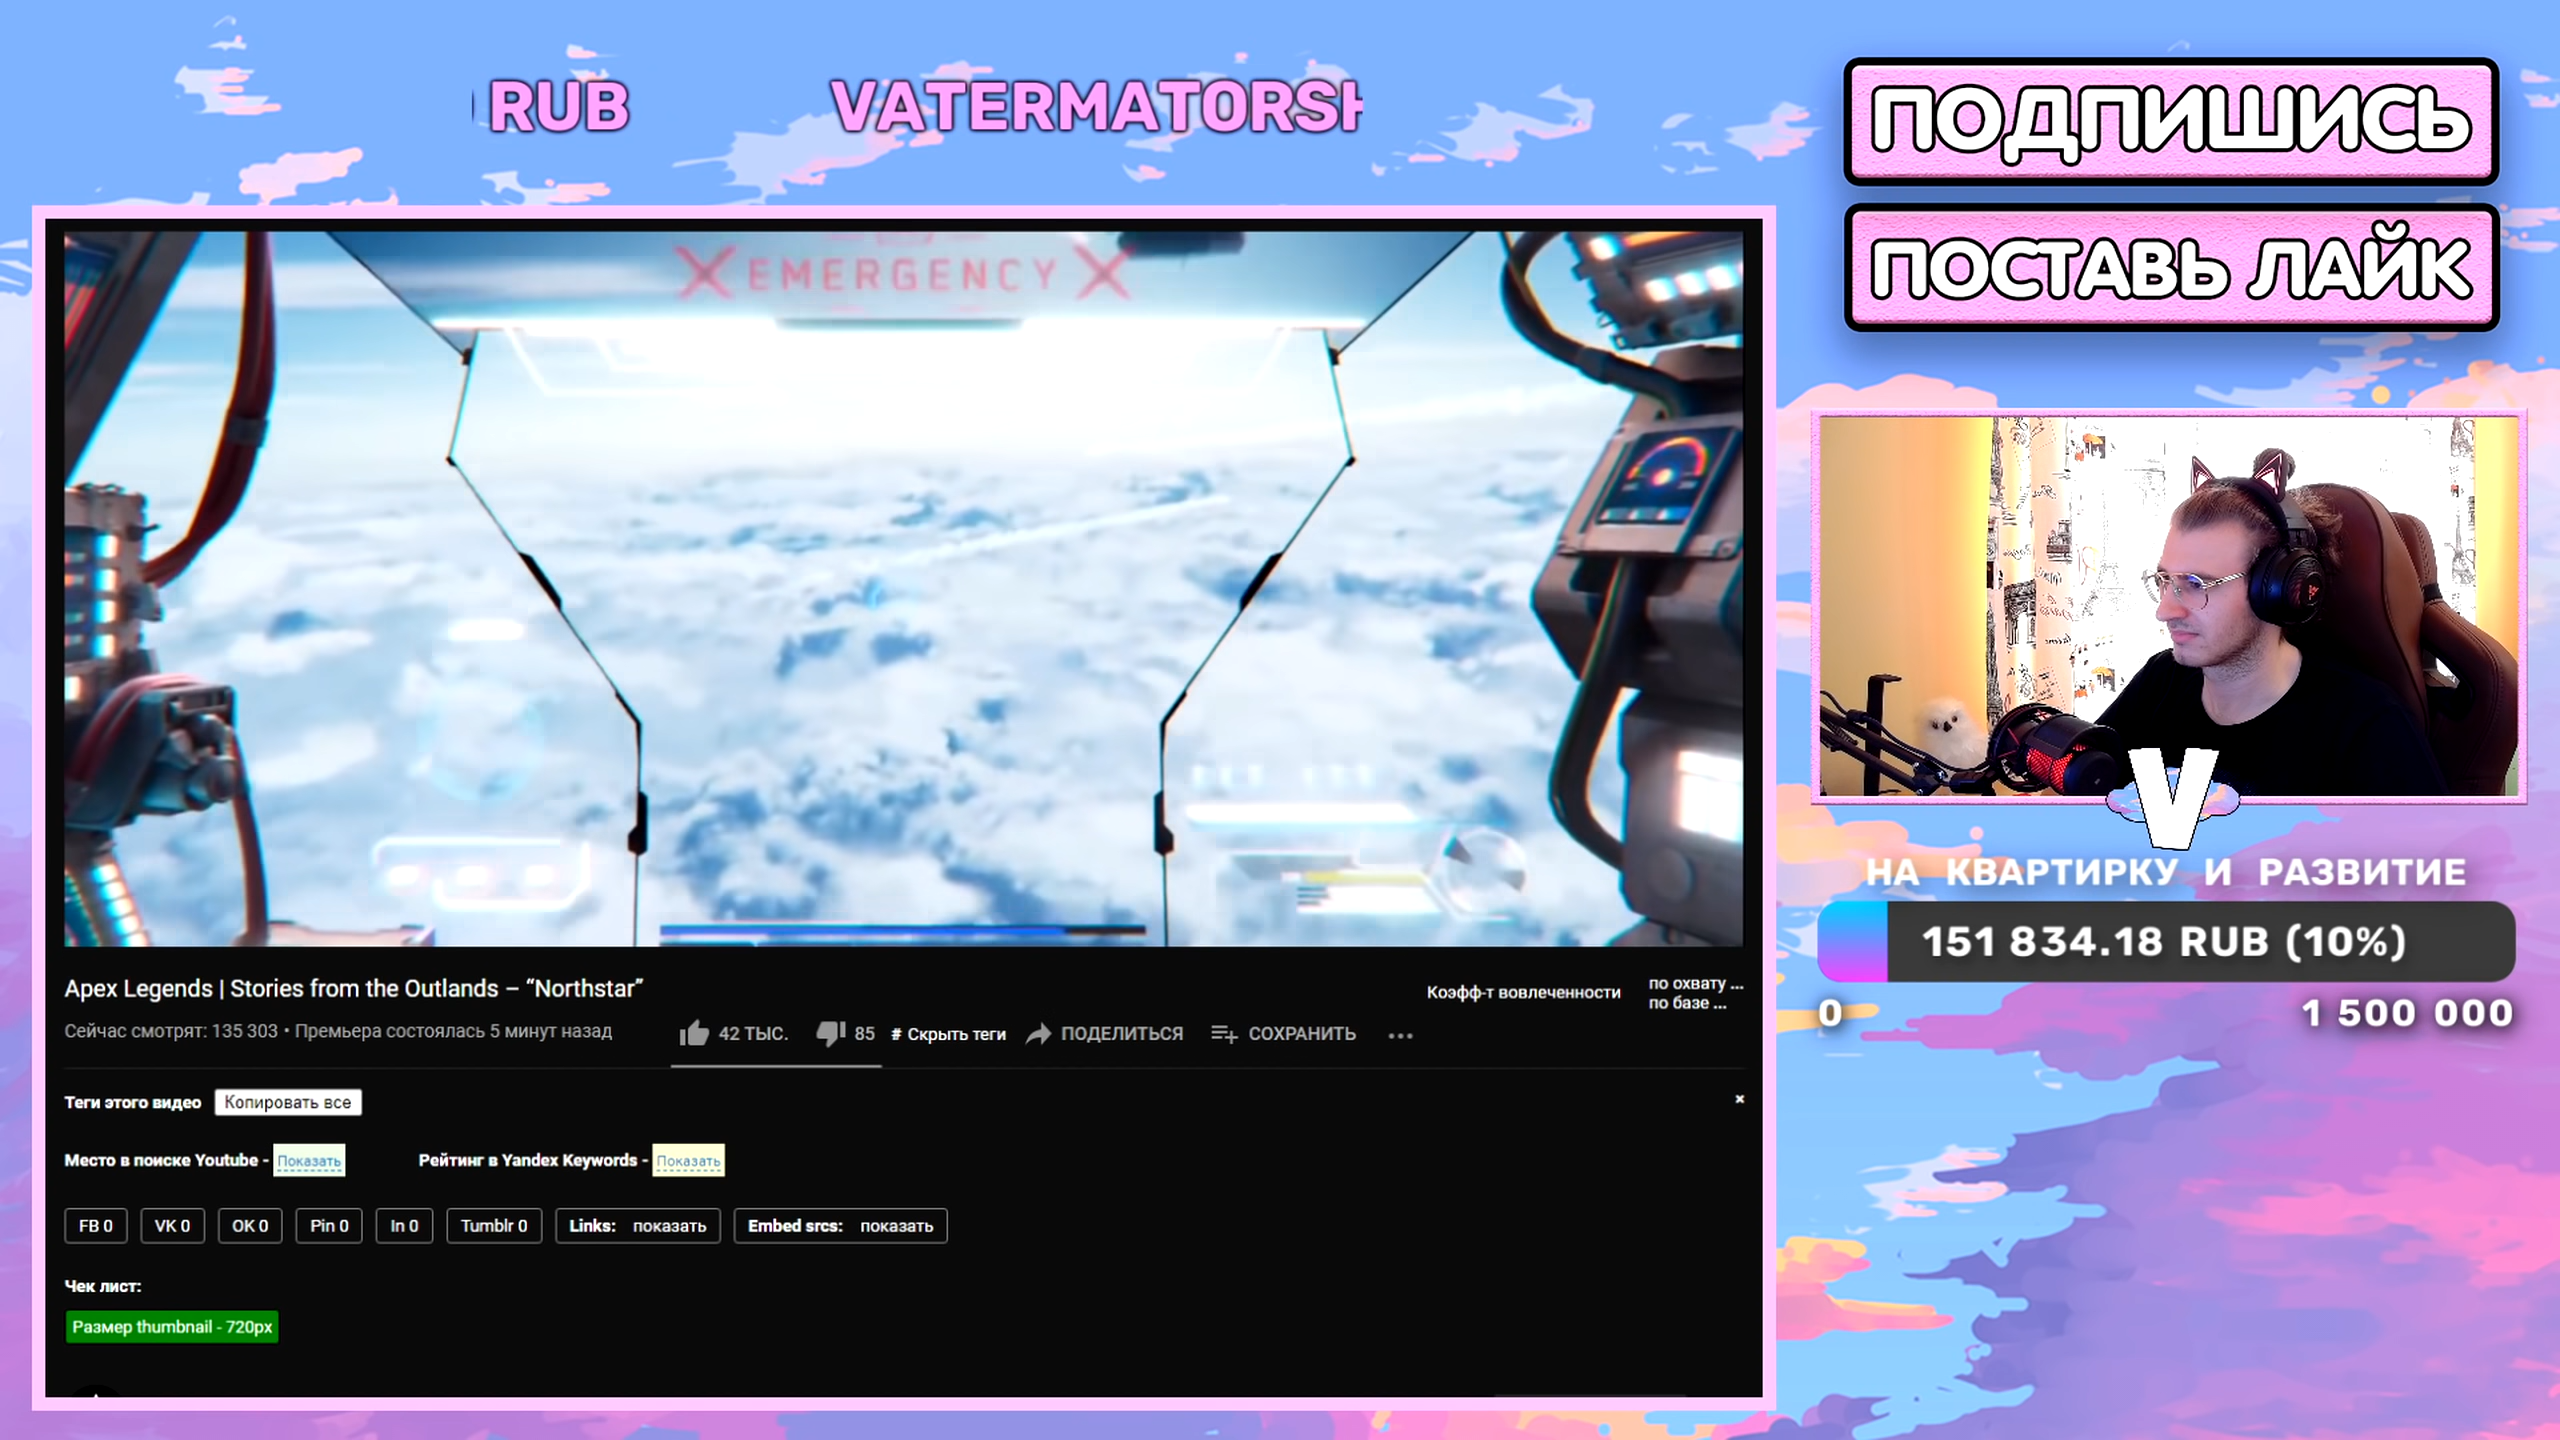 RUB VATERMATORSH
ПОДПИШИСЬ
ПОСТАВЬ ЛАЙК
EMERGENCY
V
НА КВАРТИРКУ И РАЗВИТИЕ
151 834.18 RUB (10%)
0 1 500 000
Apex Legends | Stories from the Outlands – “Northstar”
Коэфф-т вовлеченности
по охвату ...
по базе ...
Сейчас смотрят: 135 303 • Премьера состоялась 5 минут назад
42 ТЫС. 85 # Скрыть теги ПОДЕЛИТЬСЯ СОХРАНИТЬ ...
Теги этого видео Копировать все ×
Место в поиске Youtube - Показать Рейтинг в Yandex Keywords - Показать
FB 0 VK 0 OK 0 Pin 0 In 0 Tumblr 0 Links: показать Embed srcs: показать
Чек лист:
Размер thumbnail - 720px